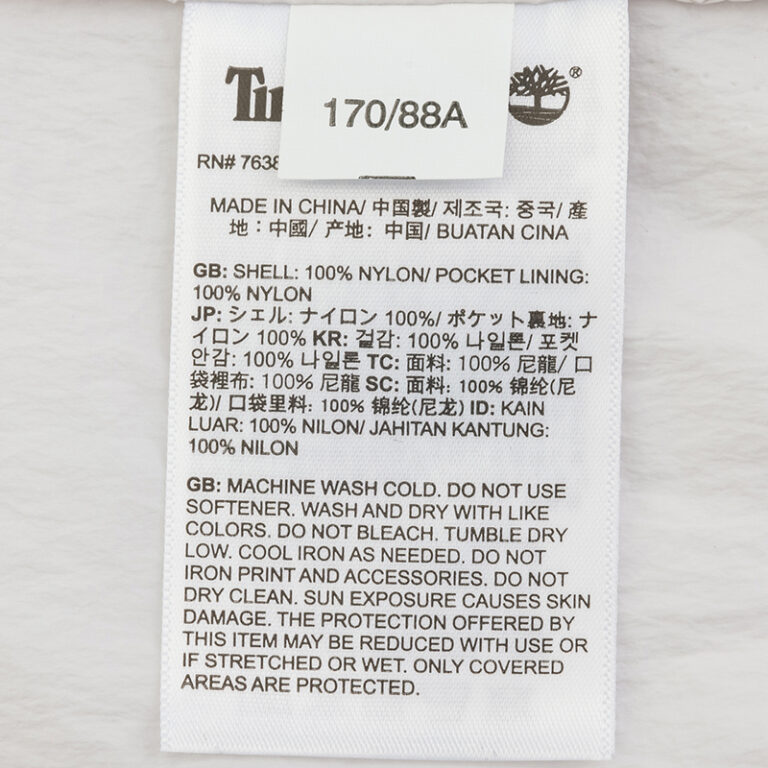 170/88A
®
RN# 7638
MADE IN CHINA/ 中国製/ 제조국: 중국/ 產
地：中國/ 产地：中国/ BUATAN CINA
GB: SHELL: 100% NYLON/ POCKET LINING:
100% NYLON
JP: シェル: ナイロン 100%/ ポケット裏地: ナ
イロン 100% KR: 겉감: 100% 나일론/ 포켓
안감: 100% 나일론 TC: 面料: 100% 尼龍/ 口
袋裡布: 100% 尼龍 SC: 面料: 100% 锦纶(尼
龙)/ 口袋里料: 100% 锦纶(尼龙) ID: KAIN
LUAR: 100% NILON/ JAHITAN KANTUNG:
100% NILON
GB: MACHINE WASH COLD. DO NOT USE
SOFTENER. WASH AND DRY WITH LIKE
COLORS. DO NOT BLEACH. TUMBLE DRY
LOW. COOL IRON AS NEEDED. DO NOT
IRON PRINT AND ACCESSORIES. DO NOT
DRY CLEAN. SUN EXPOSURE CAUSES SKIN
DAMAGE. THE PROTECTION OFFERED BY
THIS ITEM MAY BE REDUCED WITH USE OR
IF STRETCHED OR WET. ONLY COVERED
AREAS ARE PROTECTED.